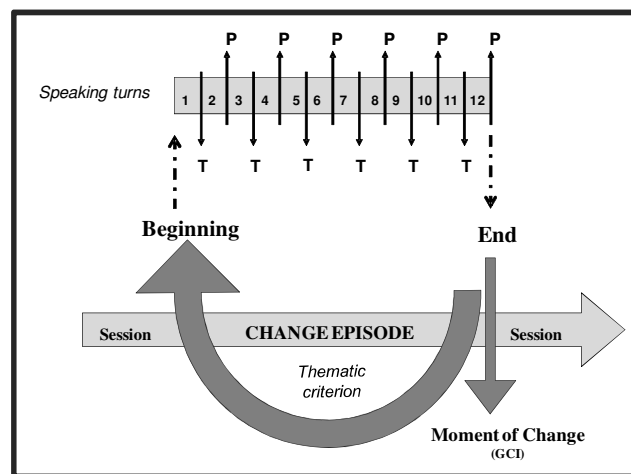 P P P P P P
Speaking turns
1 2 3 4 5 6 7 8 9 10 11 12
T T T T T T
Beginning
End
Session
CHANGE EPISODE
Session
Thematic
criterion
Moment of Change
(GCI)